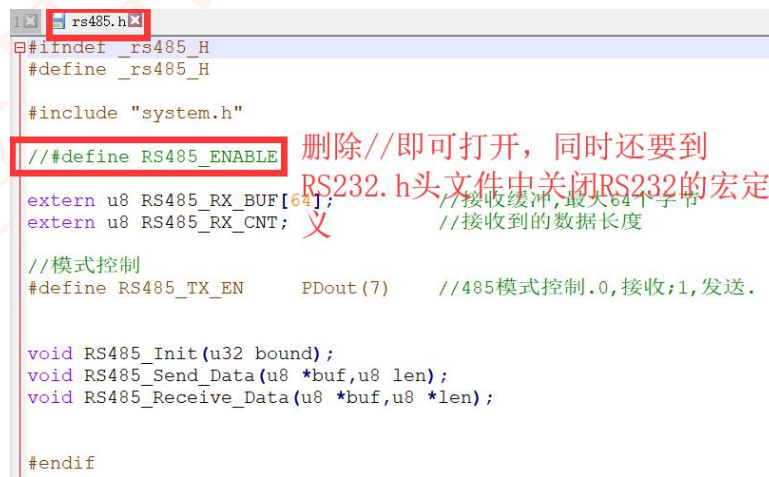 1 rs485.h
#ifndef _rs485_H
#define _rs485_H
#include "system.h"
//#define RS485_ENABLE
删除//即可打开，同时还要到
RS232.h头文件中关闭RS232的宏定
义
extern u8 RS485_RX_BUF[64]; //接收缓冲,最大64个字节
extern u8 RS485_RX_CNT; //接收到的数据长度
//模式控制
#define RS485_TX_EN PDout(7) //485模式控制.0,接收;1,发送.
void RS485_Init(u32 bound);
void RS485_Send_Data(u8 *buf,u8 len);
void RS485_Receive_Data(u8 *buf,u8 *len);
#endif